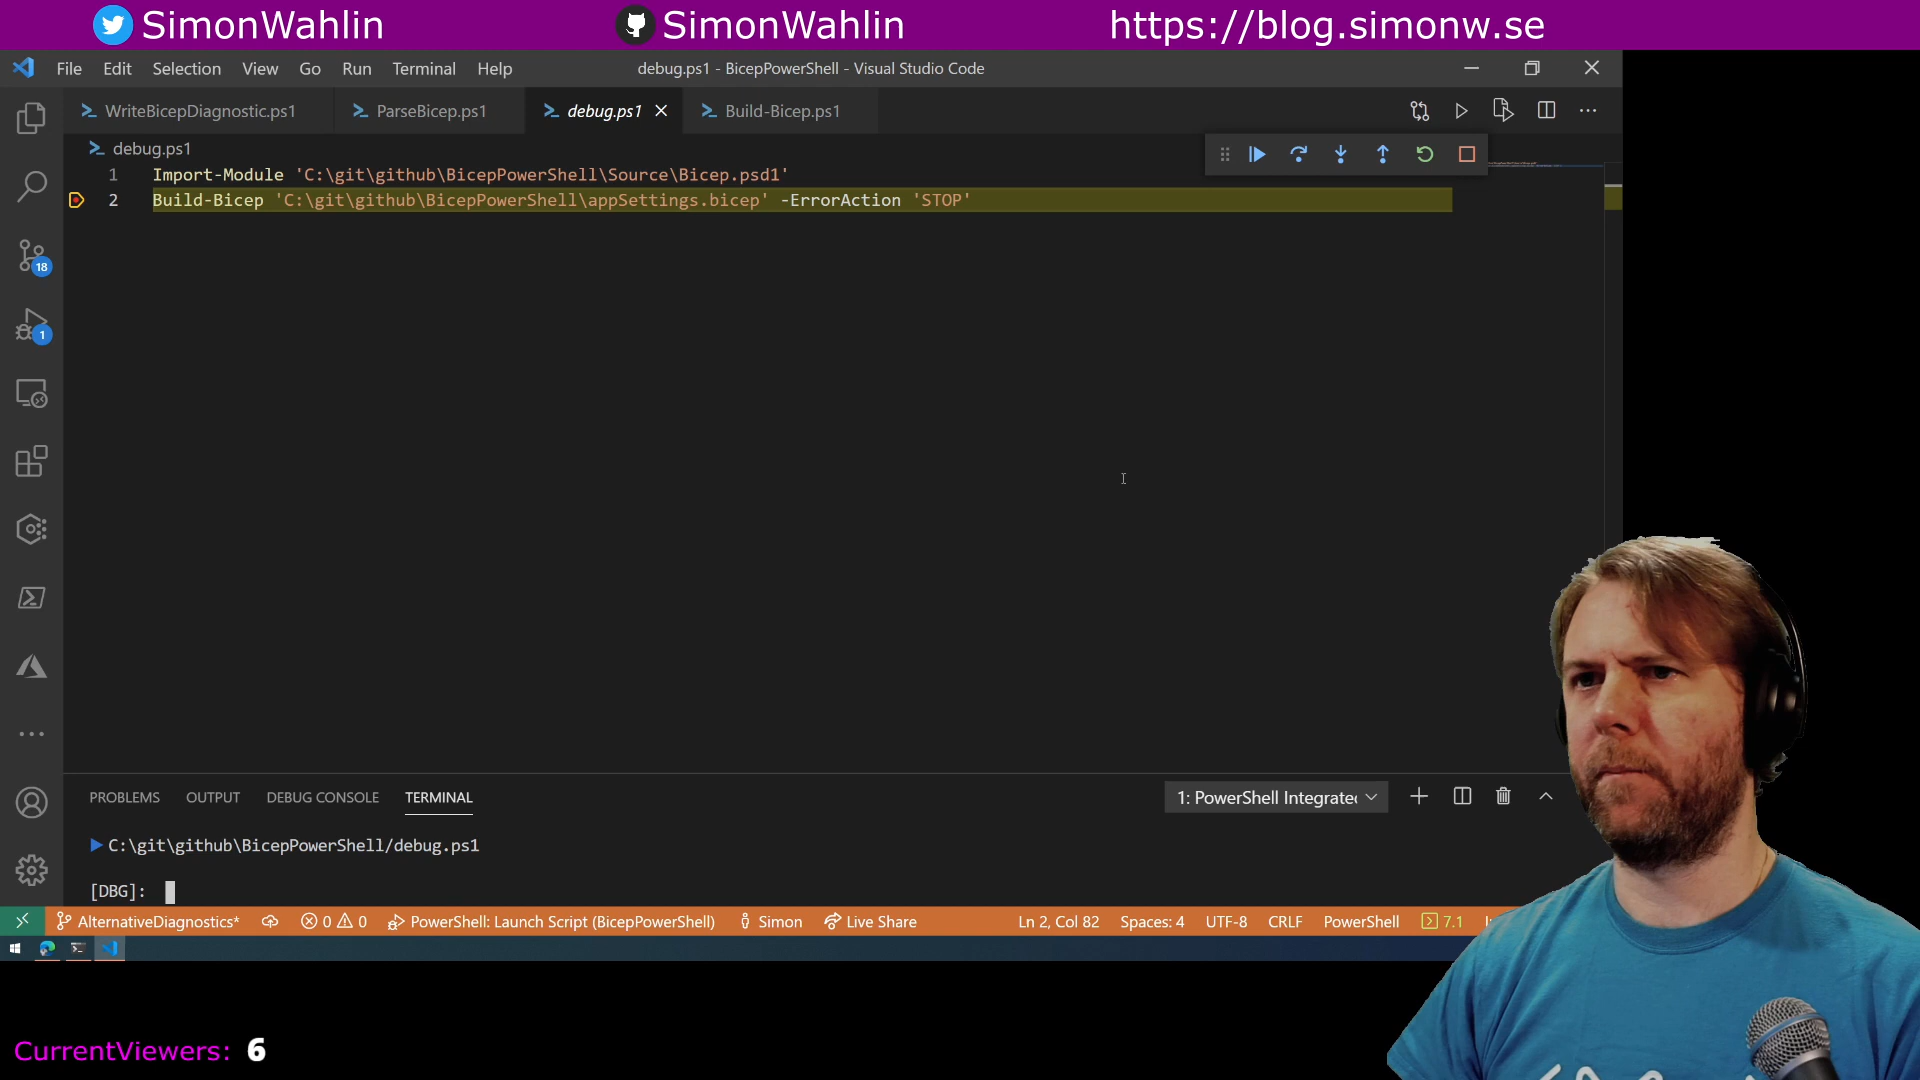 SimonWahlin
SimonWahlin
https://blog.simonw.se
File Edit Selection View Go Run Terminal Help
debug.ps1 - BicepPowerShell - Visual Studio Code
WriteBicepDiagnostic.ps1
ParseBicep.ps1
debug.ps1
Build-Bicep.ps1
debug.ps1
1 Import-Module 'C:\git\github\BicepPowerShell\Source\Bicep.psd1'
2 Build-Bicep 'C:\git\github\BicepPowerShell\appSettings.bicep' -ErrorAction 'STOP'
18
1
PROBLEMS OUTPUT DEBUG CONSOLE TERMINAL
1: PowerShell Integrate
C:\git\github\BicepPowerShell/debug.ps1
[DBG]:
AlternativeDiagnostics* 0 0 PowerShell: Launch Script (BicepPowerShell) Simon Live Share Ln 2, Col 82 Spaces: 4 UTF-8 CRLF PowerShell 7.1
CurrentViewers: 6